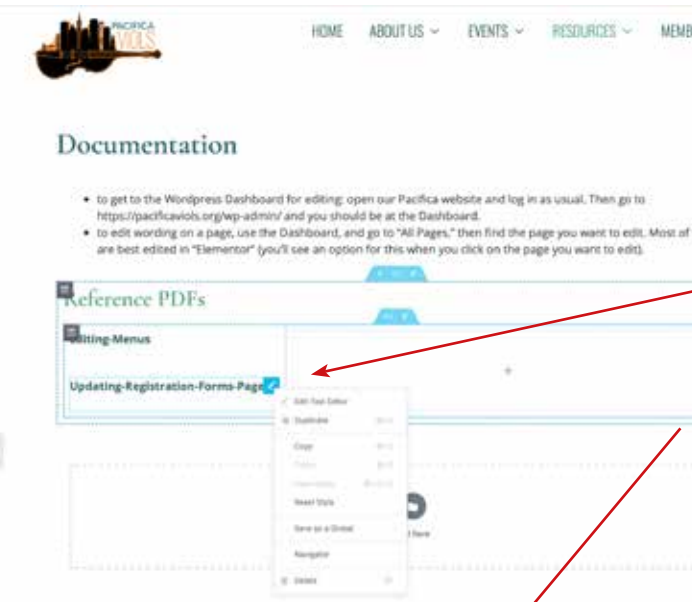 PACIFICA
VIOLS
HOME ABOUT US EVENTS RESOURCES MEMB
Documentation
• to get to the Wordpress Dashboard for editing: open our Pacifica website and log in as usual. Then go to
https://pacificaviols.org/wp-admin/ and you should be at the Dashboard.
• to edit wording on a page, use the Dashboard, and go to "All Pages," then find the page you want to edit. Most of
are best edited in "Elementor" (you'll see an option for this when you click on the page you want to edit).
Reference PDFs
Editing-Menus
Updating-Registration-Forms-Page
Edit Text Editor
Duplicate
Copy
Paste
Reset Style
Save as a Global
Navigator
Delete